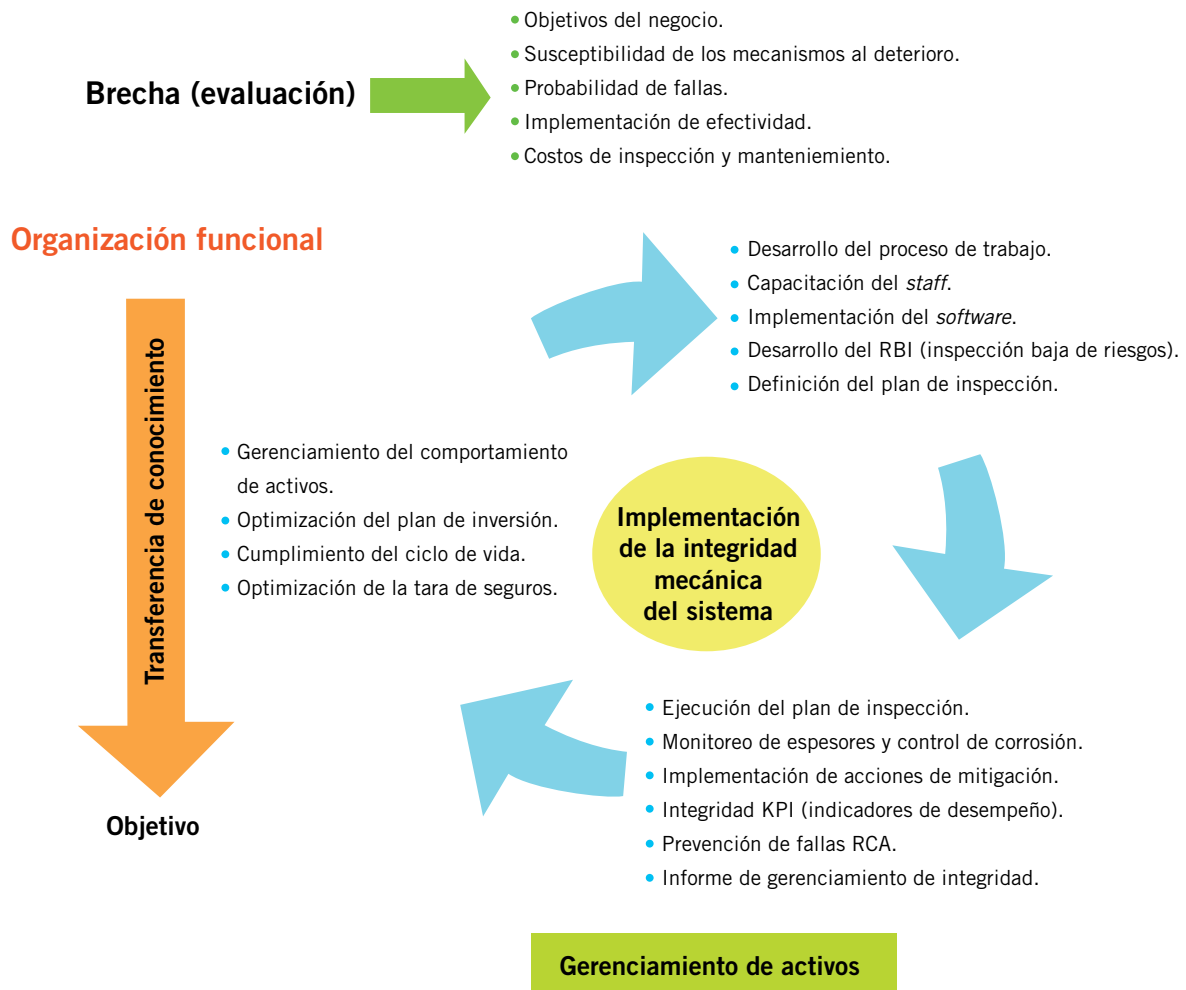 • Objetivos del negocio.
• Susceptibilidad de los mecanismos al deterioro.
Brecha (evaluación)
• Probabilidad de fallas.
• Implementación de efectividad.
• Costos de inspección y manteniemiento.
Organización funcional
• Desarrollo del proceso de trabajo.
• Capacitación del staff.
• Implementación del software.
• Desarrollo del RBI (inspección baja de riesgos).
• Definición del plan de inspección.
Transferencia de conocimiento
• Gerenciamiento del comportamiento
de activos.
• Optimización del plan de inversión.
• Cumplimiento del ciclo de vida.
• Optimización de la tara de seguros.
Implementación
de la integridad
mecánica
del sistema
• Ejecución del plan de inspección.
• Monitoreo de espesores y control de corrosión.
• Implementación de acciones de mitigación.
• Integridad KPI (indicadores de desempeño).
• Prevención de fallas RCA.
• Informe de gerenciamiento de integridad.
Objetivo
Gerenciamiento de activos